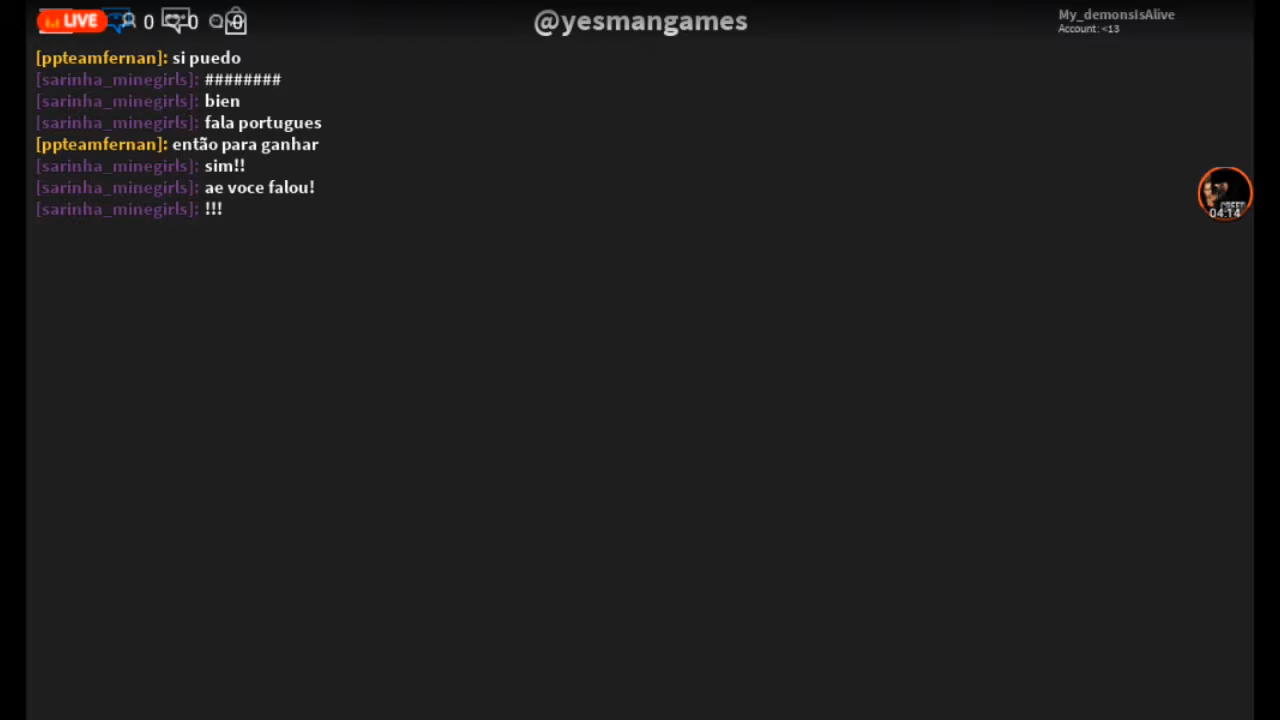 LIVE 0 0 0
@yesmangames
My_demonsIsAlive
Account: <13
[ppteamfernan]: si puedo
[sarinha_minegirls]: ########
[sarinha_minegirls]: bien
[sarinha_minegirls]: fala portugues
[ppteamfernan]: então para ganhar
[sarinha_minegirls]: sim!!
[sarinha_minegirls]: ae voce falou!
[sarinha_minegirls]: !!!
CREED
04:14